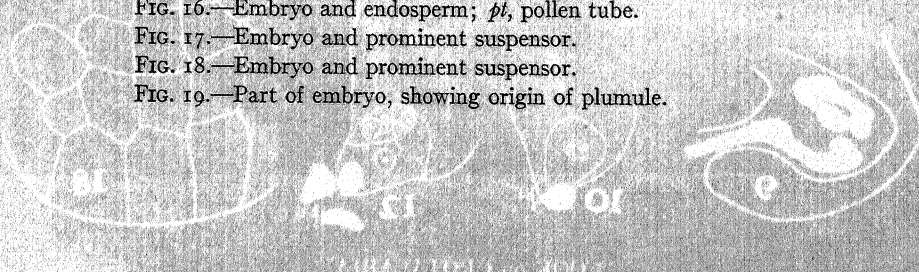 FIG. 16.—Embryo and endosperm; pt, pollen tube.
FIG. 17.—Embryo and prominent suspensor.
FIG. 18.—Embryo and prominent suspensor.
FIG. 19.—Part of embryo, showing origin of plumule.